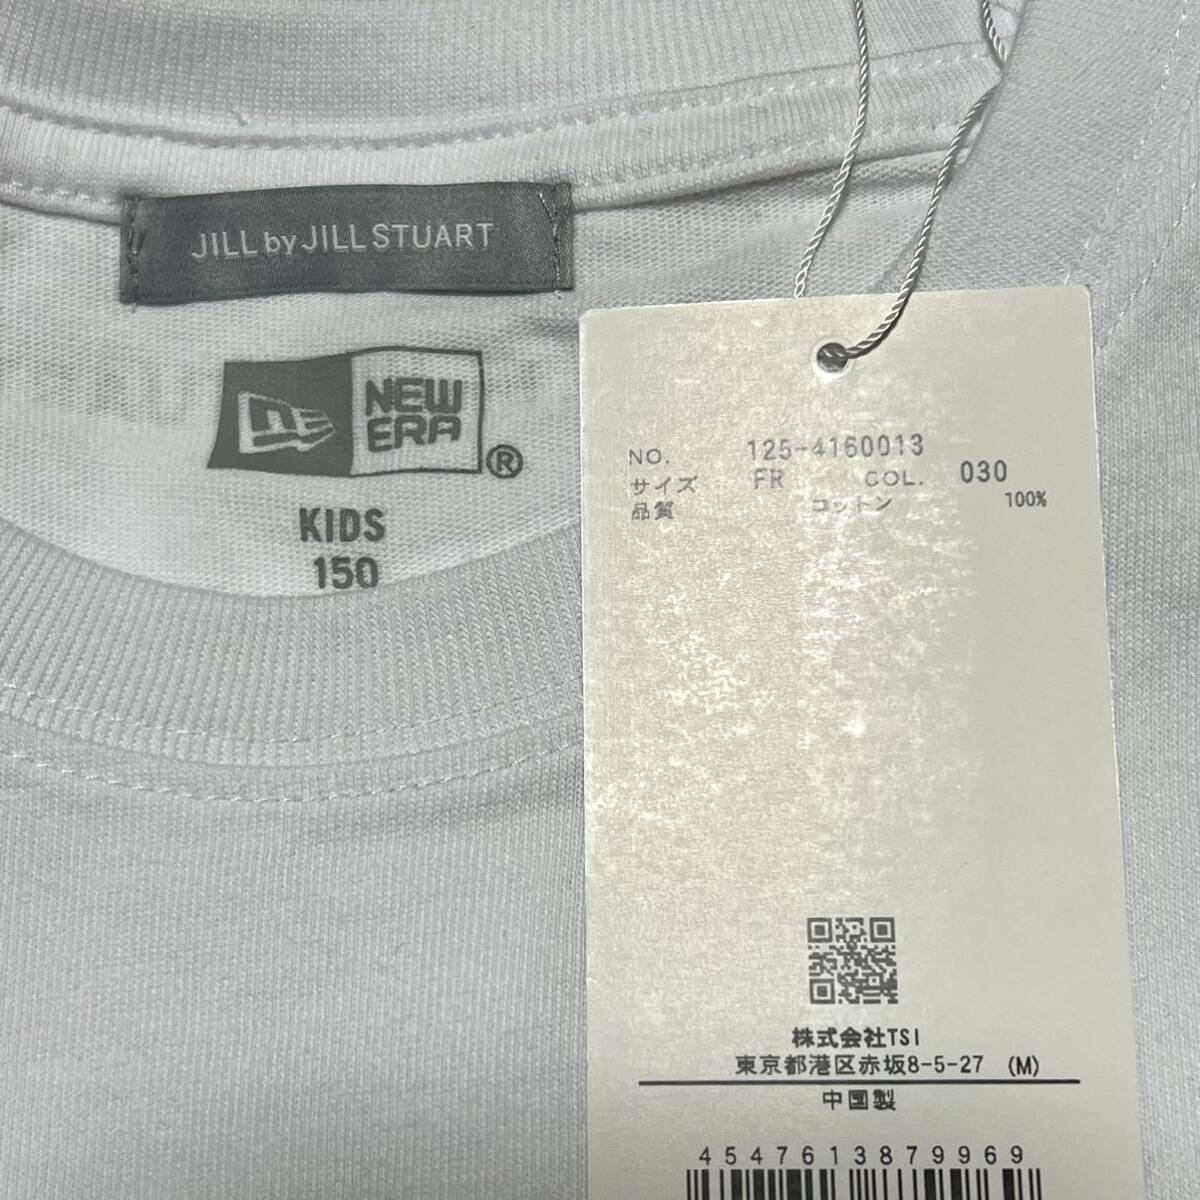 JILL by JILL STUART
NEW
ERA
®
KIDS
150
NO. 125-4160013
サイズ FR COL. 030
品質 コットン 100%
株式会社TSI
東京都港区赤坂8-5-27 (M)
中国製
4547613879969